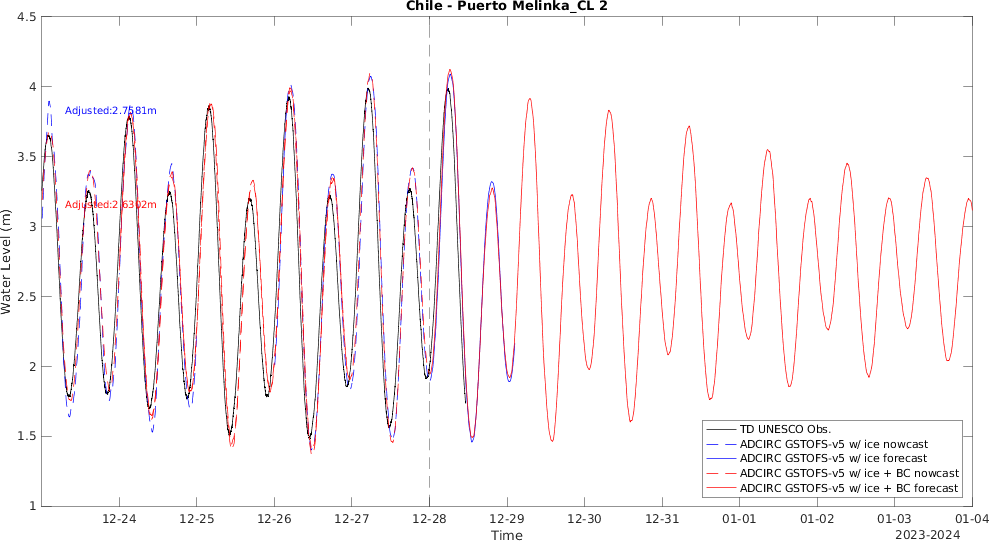 Chile - Puerto Melinka_CL 2
4.5
4
3.5
3
2.5
2
1.5
1
Water Level (m)
Adjusted:2.7581m
Adjusted:2.6302m
TD UNESCO Obs.
ADCIRC GSTOFS-v5 w/ ice nowcast
ADCIRC GSTOFS-v5 w/ ice forecast
ADCIRC GSTOFS-v5 w/ ice + BC nowcast
ADCIRC GSTOFS-v5 w/ ice + BC forecast
12-24 12-25 12-26 12-27 12-28 12-29 12-30 12-31 01-01 01-02 01-03 01-04
Time
2023-2024